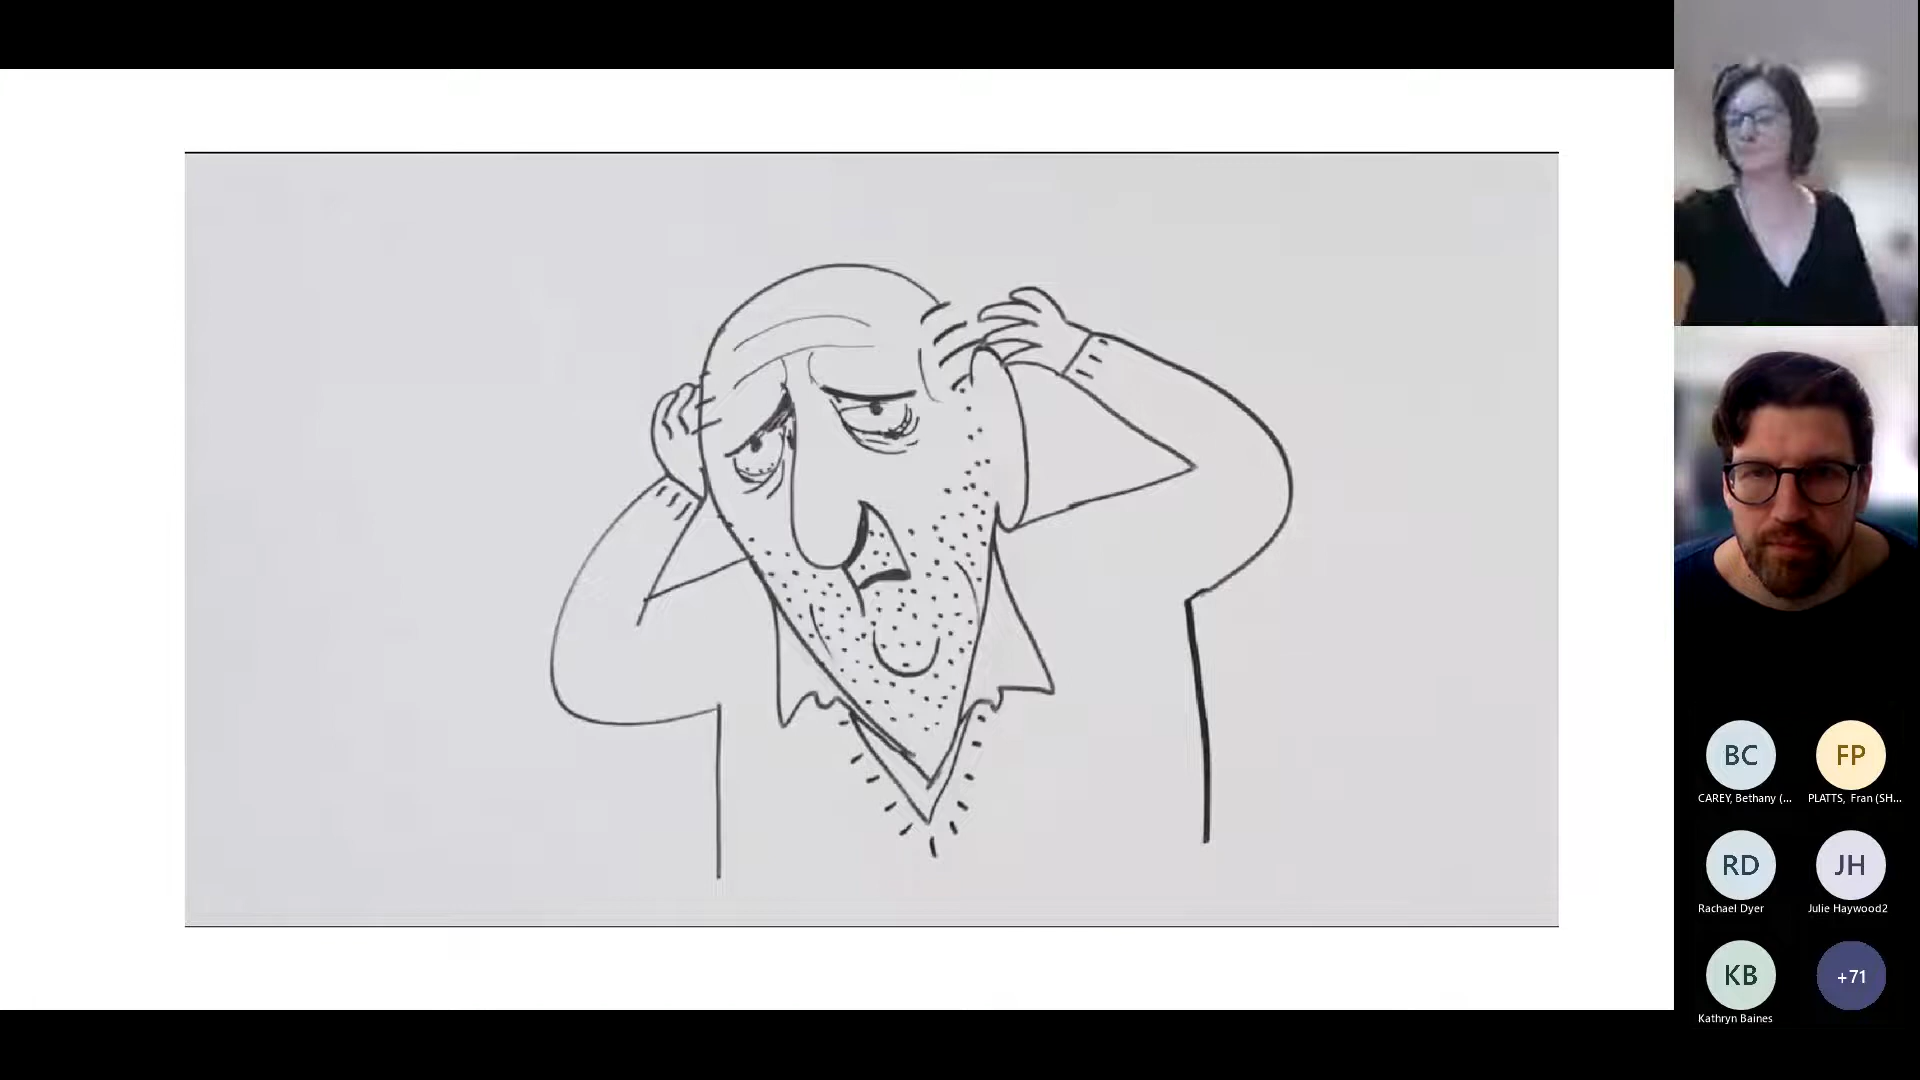 BC
FP
CAREY, Bethany (...
PLATTS, Fran (SH...
RD
JH
Rachael Dyer
Julie Haywood2
KB
+71
Kathryn Baines